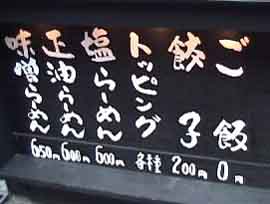 ご飯 0円
餃子 200円
トッピング 各種
塩らーめん 600円
正油らーめん 600円
味噌らーめん 650円